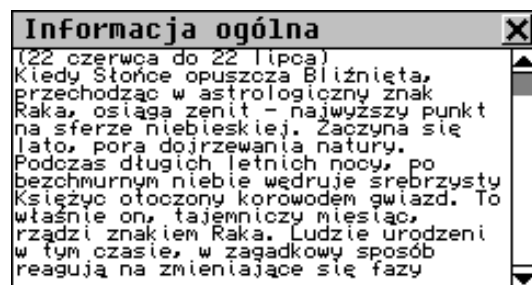 Informacja ogólna
(22 czerwca do 22 lipca)
Kiedy Słońce opuszcza Bliźnięta,
przechodząc w astrologiczny znak
Raka, osiąga zenit - najwyższy punkt
na sferze niebieskiej. Zaczyna się
lato, pora dojrzewania natury.
Podczas długich letnich nocy, po
bezchmurnym niebie wędruje srebrzysty
Księżyc otoczony korowodem gwiazd. To
właśnie on, tajemniczy miesiąc,
rządzi znakiem Raka. Ludzie urodzeni
w tym czasie, w zagadkowy sposób
reagują na zmieniające się fazy